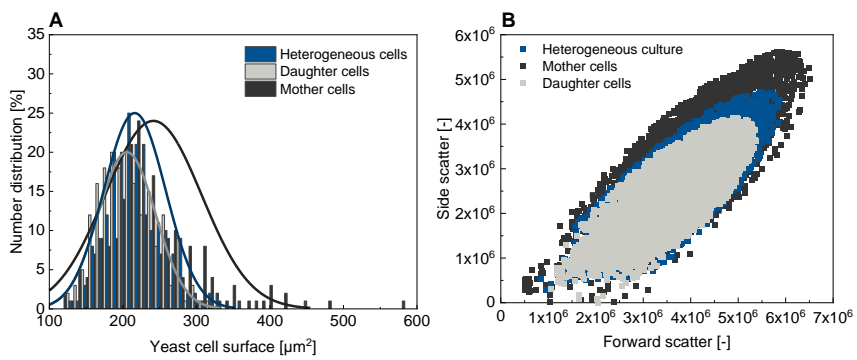 A
Number distribution [%]
35
30
25
20
15
10
5
0
Heterogeneous cells
Daughter cells
Mother cells
100 200 300 400 500 600
Yeast cell surface [µm²]
B
Side scatter [-]
6x10⁶
5x10⁶
4x10⁶
3x10⁶
2x10⁶
1x10⁶
0
Heterogeneous culture
Mother cells
Daughter cells
0 1x10⁶ 2x10⁶ 3x10⁶ 4x10⁶ 5x10⁶ 6x10⁶ 7x10⁶
Forward scatter [-]